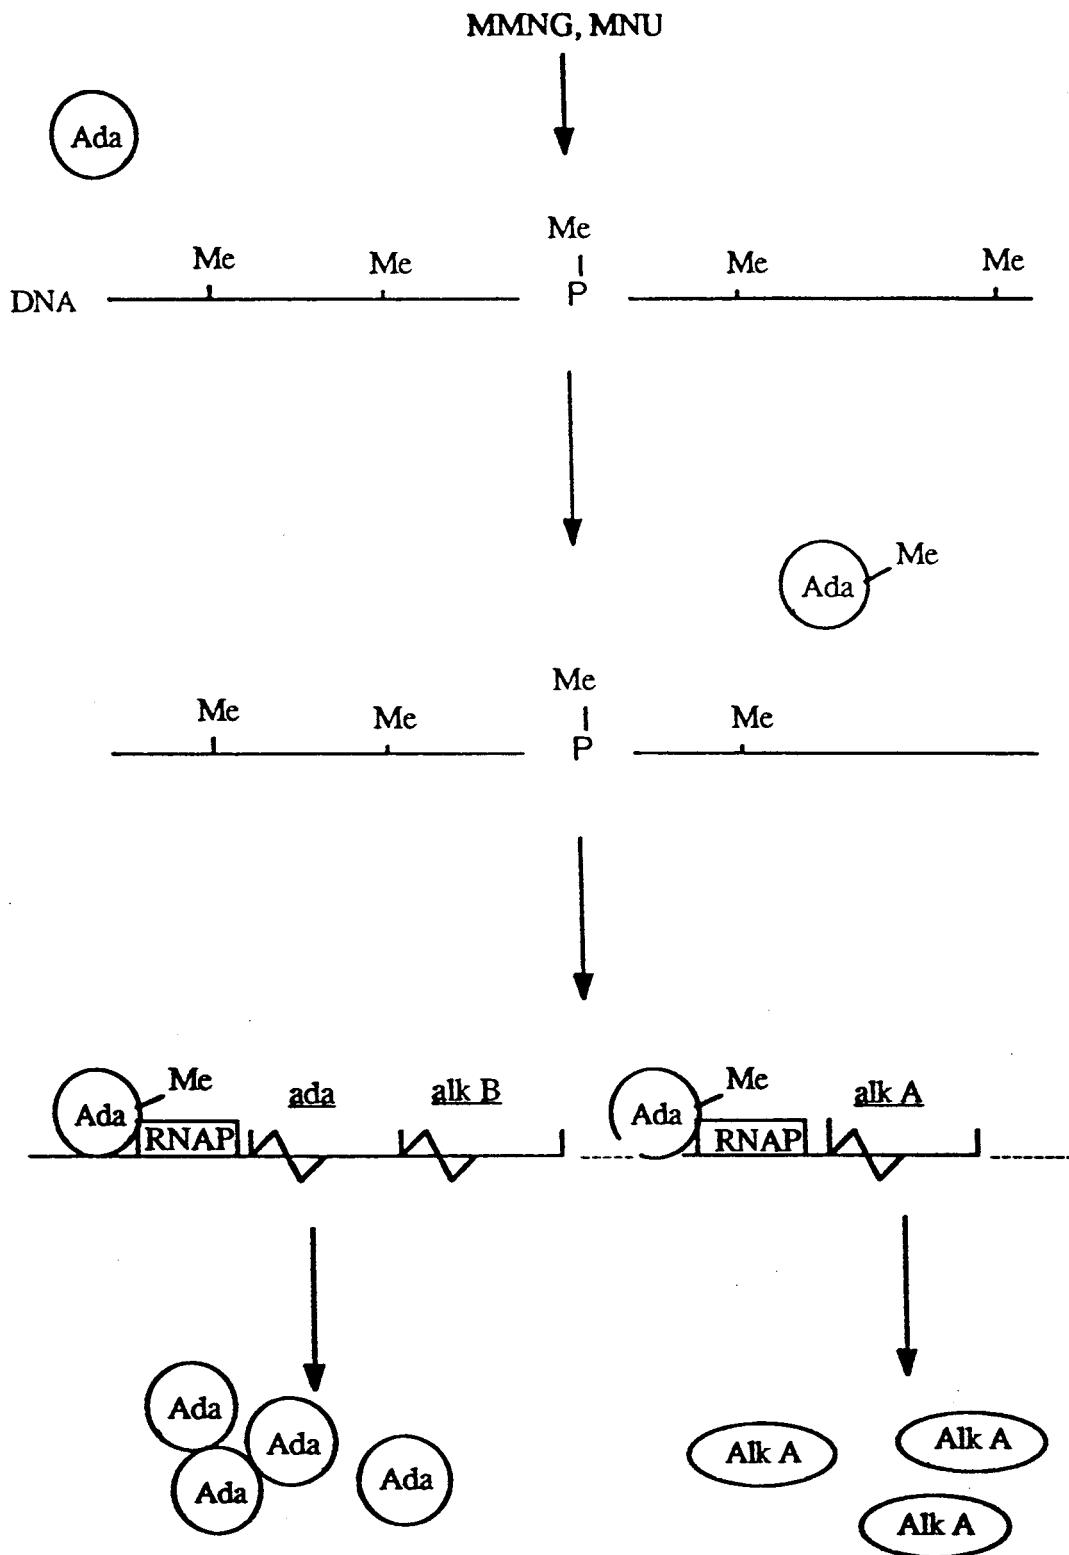 MMNG, MNU
Ada
Me
Me Me Me Me
DNA P
Ada Me
Me
Me Me Me
P
Ada Me ada alk B Ada Me alk A
RNAP RNAP
Ada
Ada Ada
Ada
Alk A Alk A
Alk A